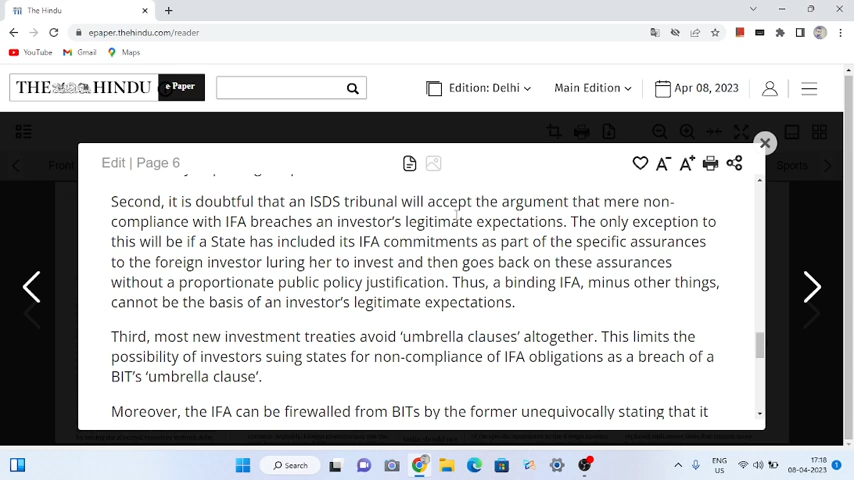 The Hindu
epaper.thehindu.com/reader
YouTube
Gmail
Maps
THE HINDU
e Paper
Edition: Delhi
Main Edition
Apr 08, 2023
Front
Sports
Edit | Page 6
A- A+
Second, it is doubtful that an ISDS tribunal will accept the argument that mere non-
compliance with IFA breaches an investor's legitimate expectations. The only exception to
this will be if a State has included its IFA commitments as part of the specific assurances
to the foreign investor luring her to invest and then goes back on these assurances
without a proportionate public policy justification. Thus, a binding IFA, minus other things,
cannot be the basis of an investor's legitimate expectations.
Third, most new investment treaties avoid 'umbrella clauses' altogether. This limits the
possibility of investors suing states for non-compliance of IFA obligations as a breach of a
BIT's 'umbrella clause'.
Moreover, the IFA can be firewalled from BITs by the former unequivocally stating that it
Search
ENG
US
17:18
08-04-2023
1